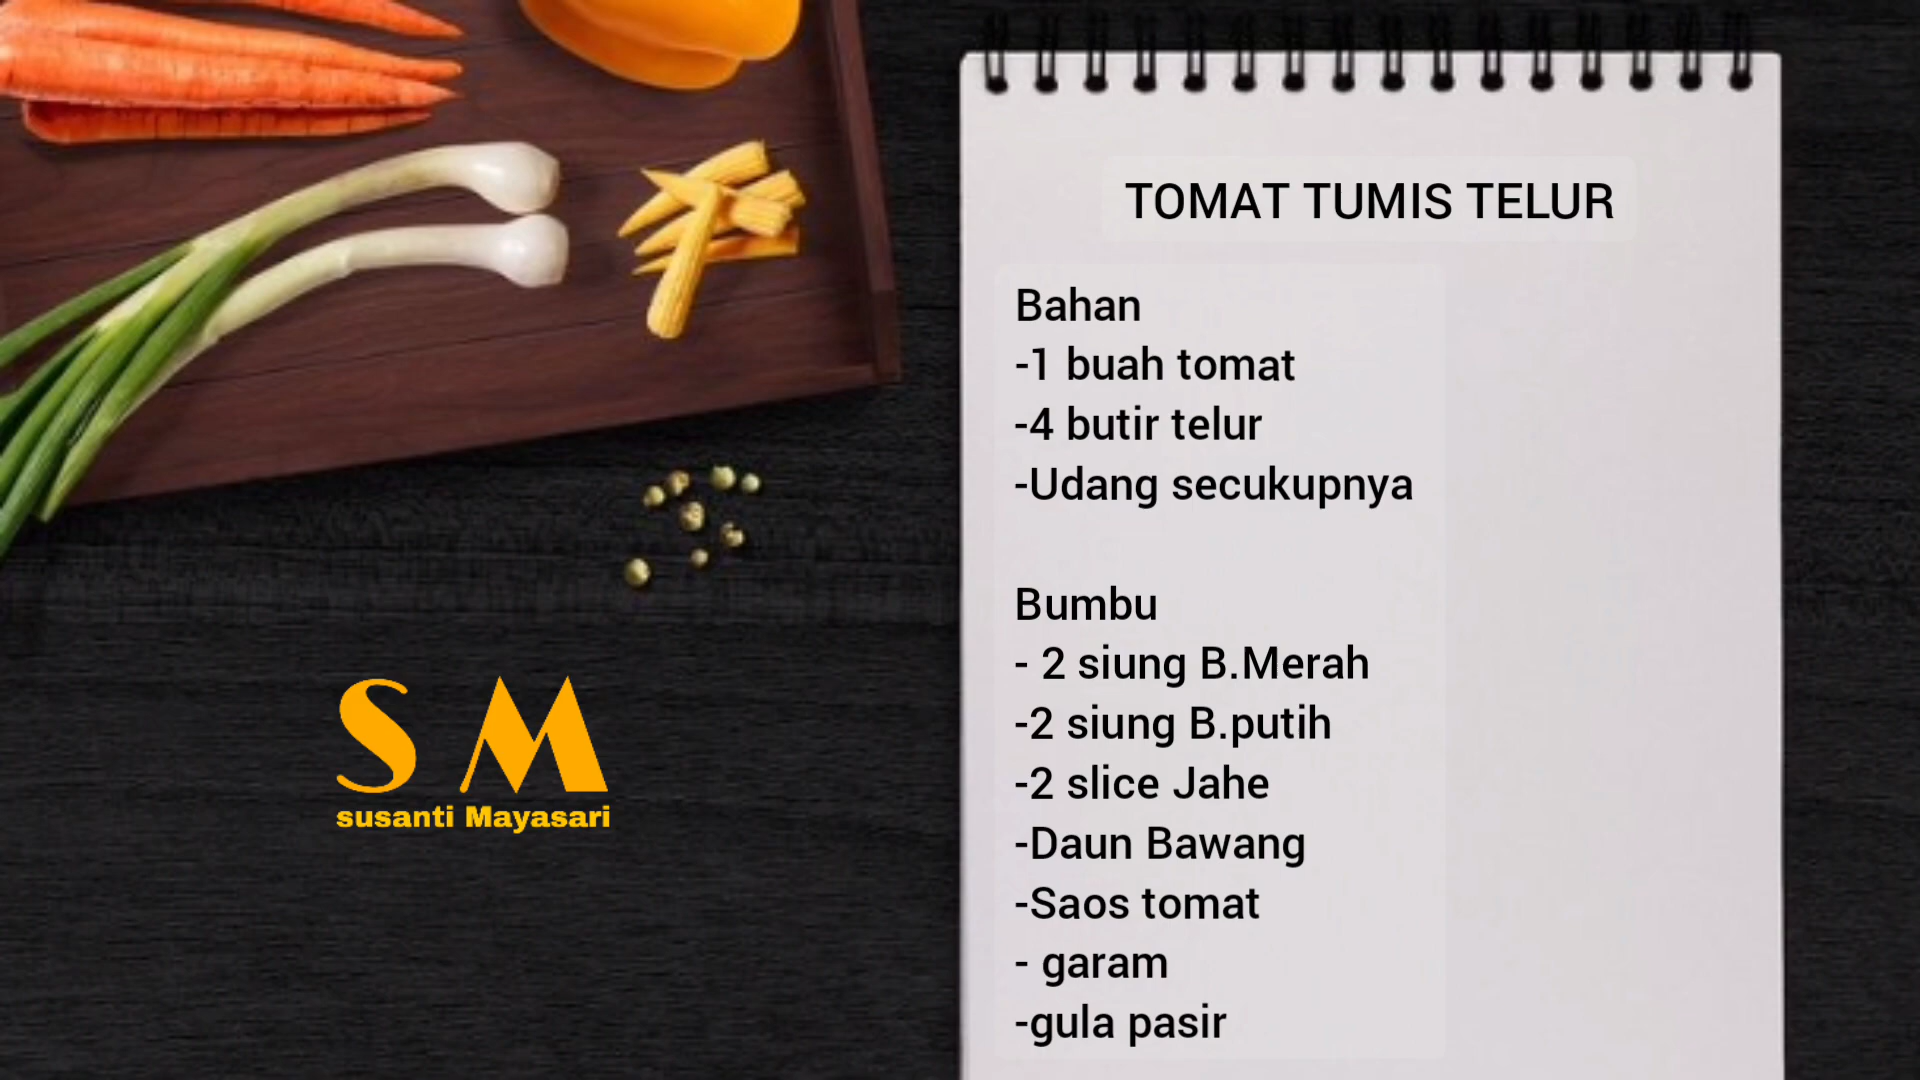 TOMAT TUMIS TELUR
Bahan
-1 buah tomat
-4 butir telur
-Udang secukupnya
Bumbu
- 2 siung B.Merah
-2 siung B.putih
-2 slice Jahe
-Daun Bawang
-Saos tomat
- garam
-gula pasir
S M
susanti Mayasari